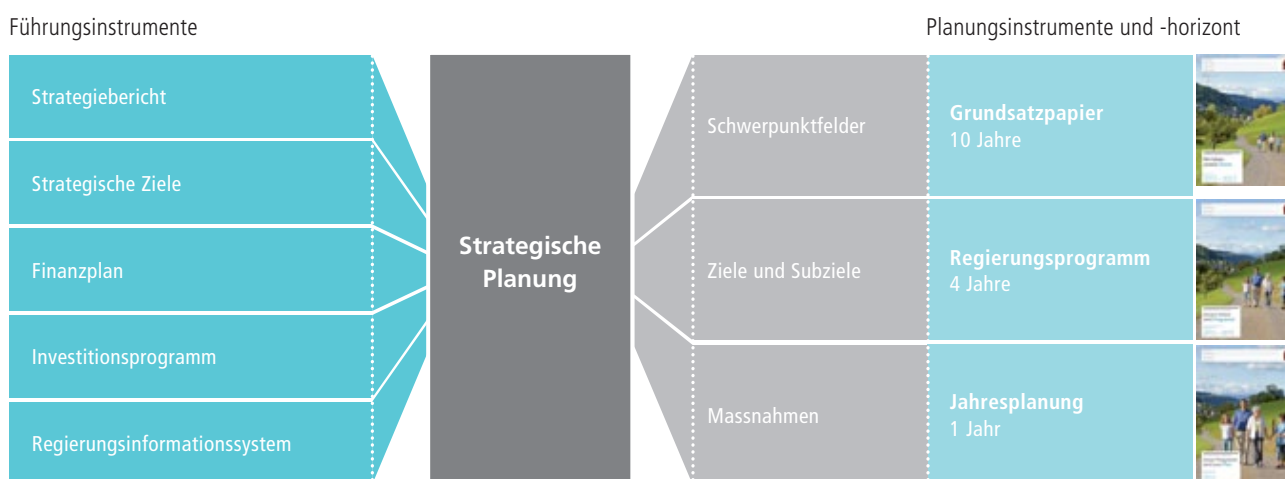 Führungsinstrumente
Planungsinstrumente und -horizont
Strategiebericht
Strategische Ziele
Finanzplan
Investitionsprogramm
Regierungsinformationssystem
Strategische
Planung
Schwerpunktfelder
Ziele und Subziele
Massnahmen
Grundsatzpapier
10 Jahre
Regierungsprogramm
4 Jahre
Jahresplanung
1 Jahr